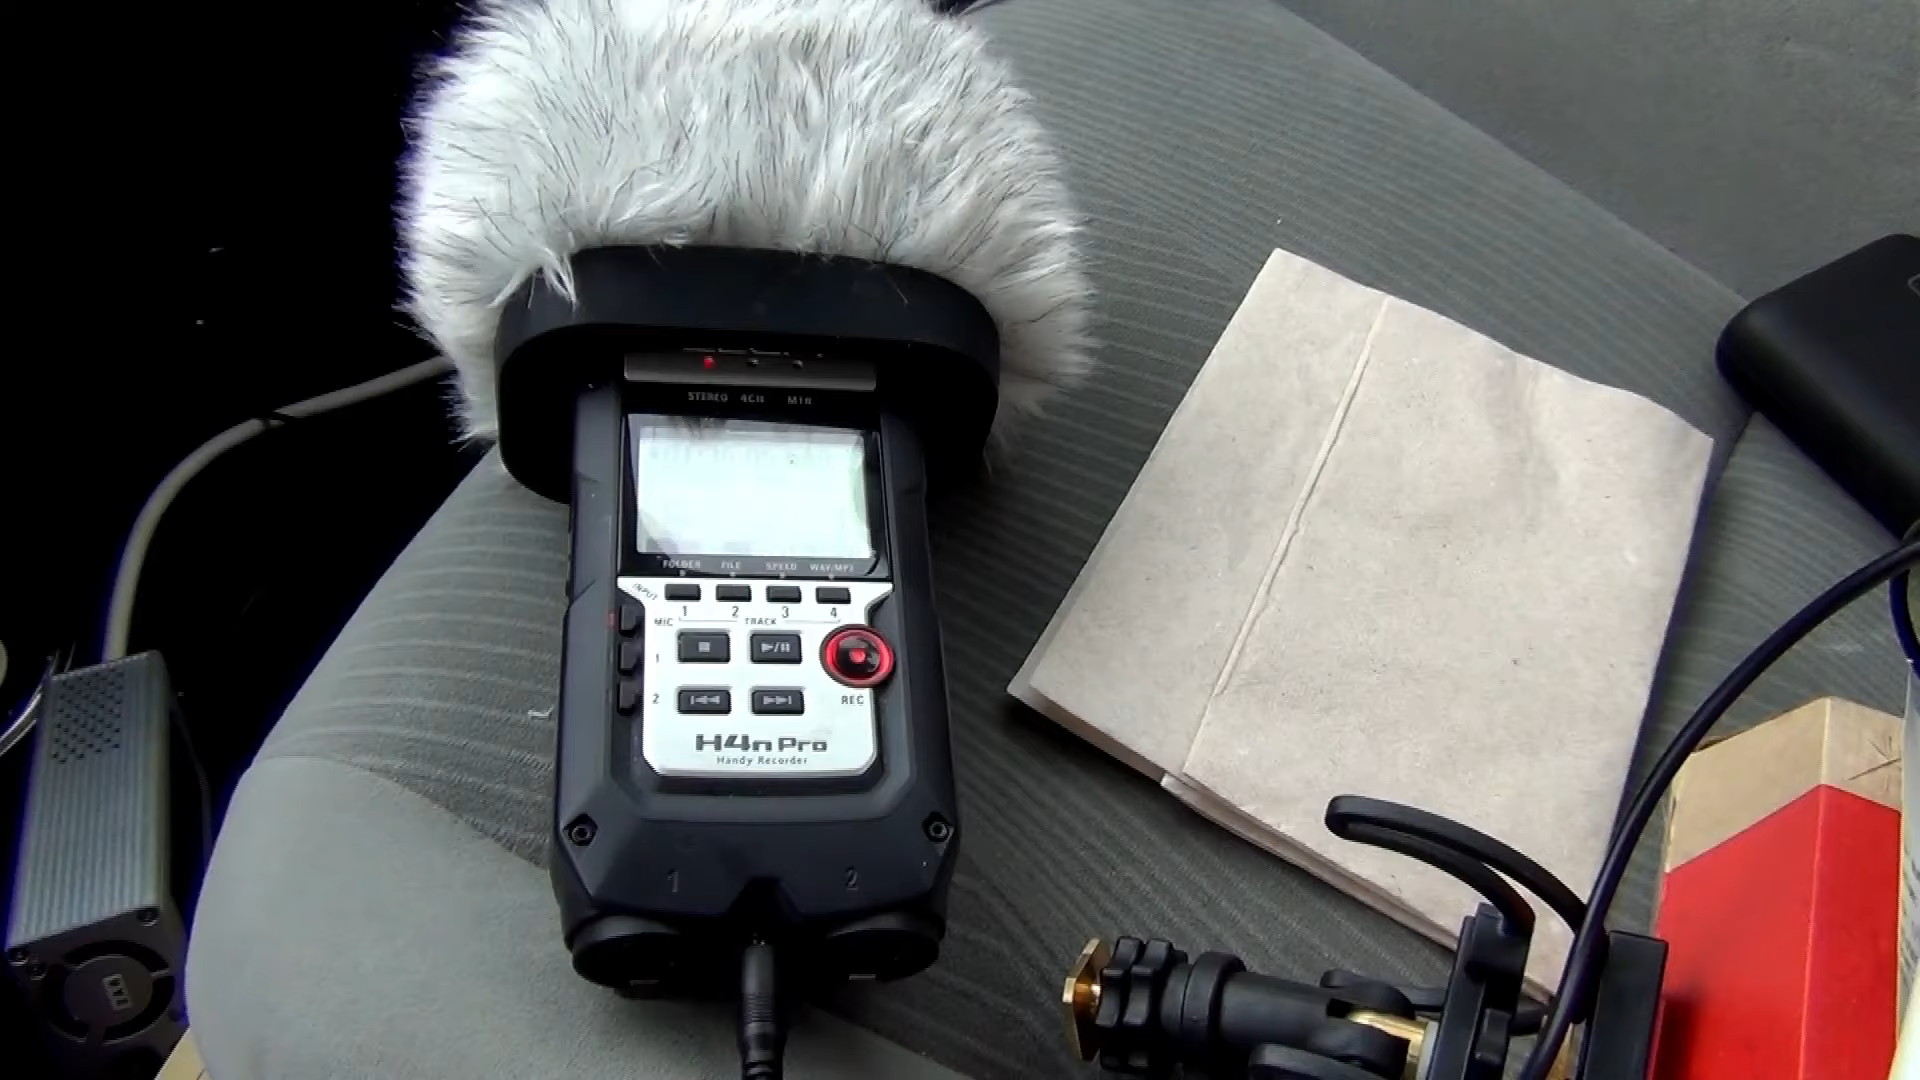 STEREO 4CH MTR
FOLDER FILE SPEED WAV/MP3
INPUT
1 2 3 4
MIC TRACK
1
2
REC
H4n Pro
Handy Recorder
1 2